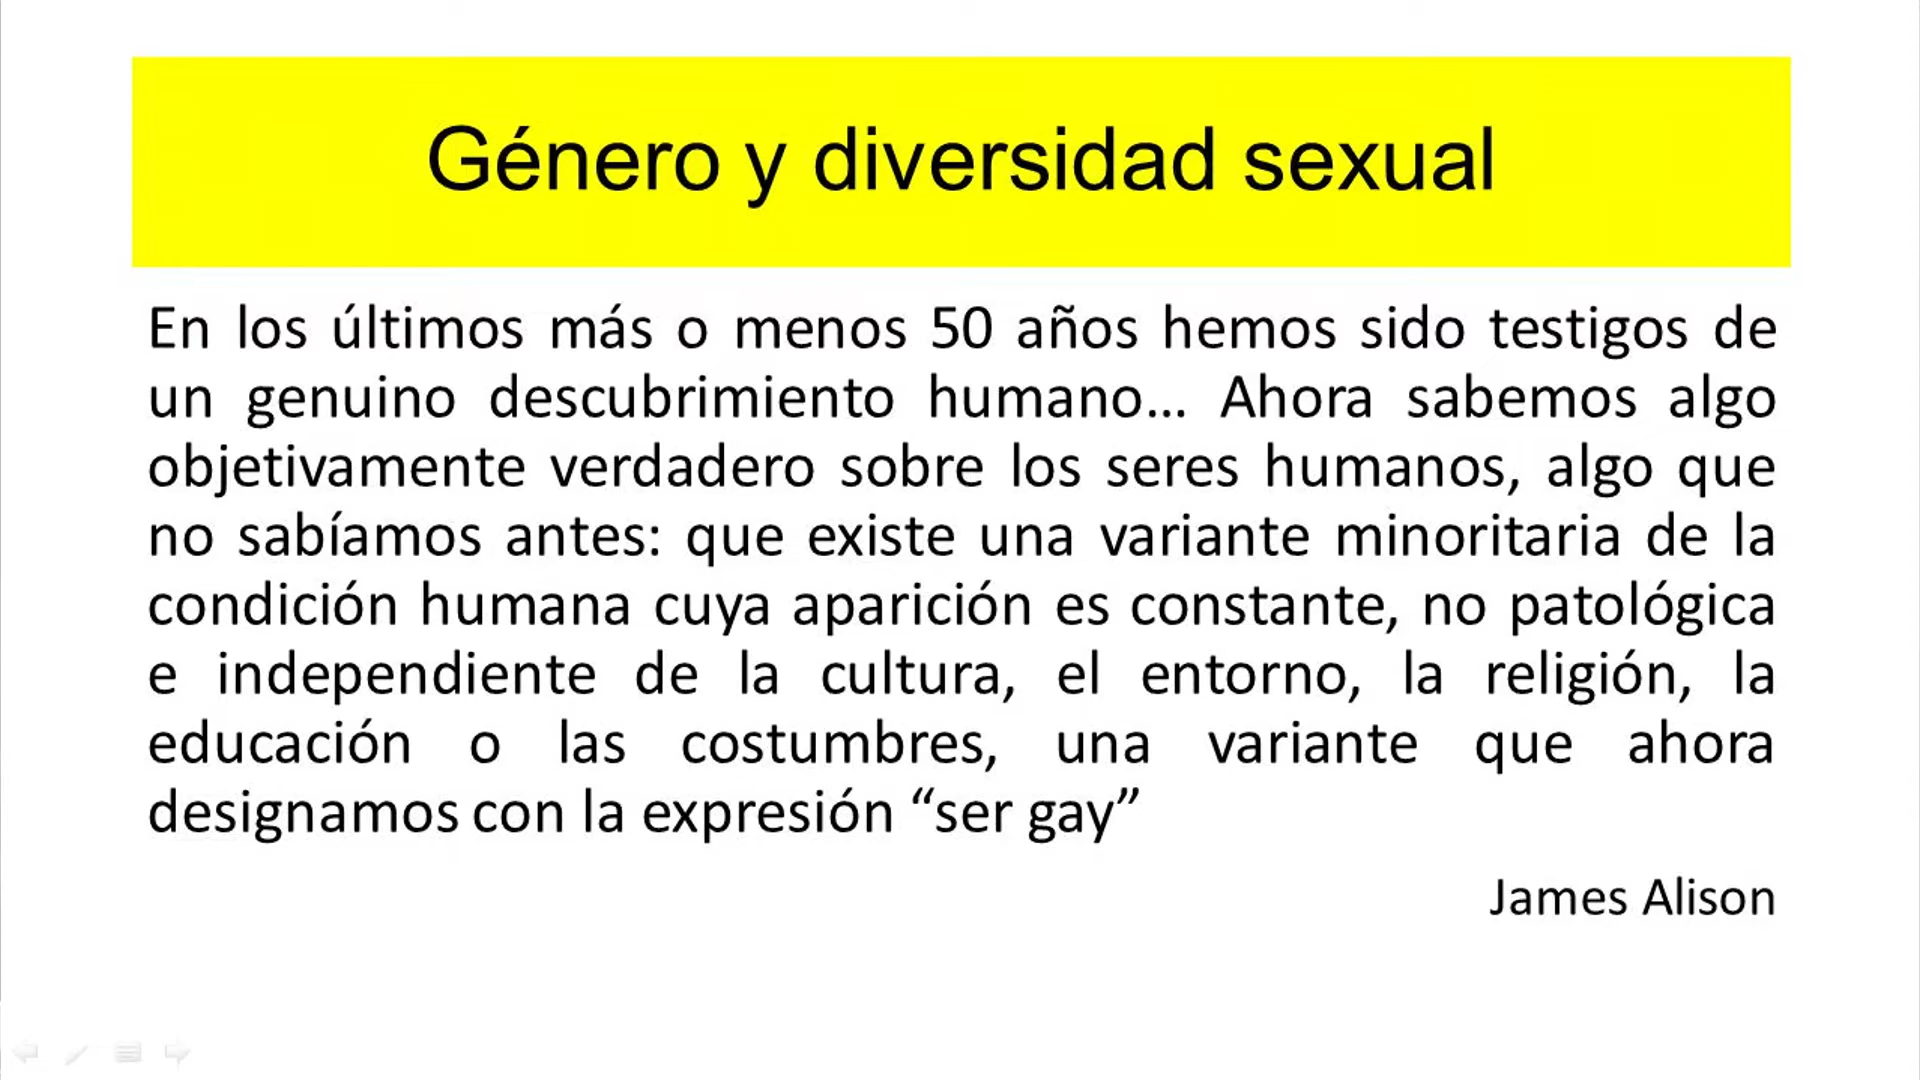 Género y diversidad sexual
En los últimos más o menos 50 años hemos sido testigos de
un genuino descubrimiento humano... Ahora sabemos algo
objetivamente verdadero sobre los seres humanos, algo que
no sabíamos antes: que existe una variante minoritaria de la
condición humana cuya aparición es constante, no patológica
e independiente de la cultura, el entorno, la religión, la
educación o las costumbres, una variante que ahora
designamos con la expresión “ser gay”
James Alison